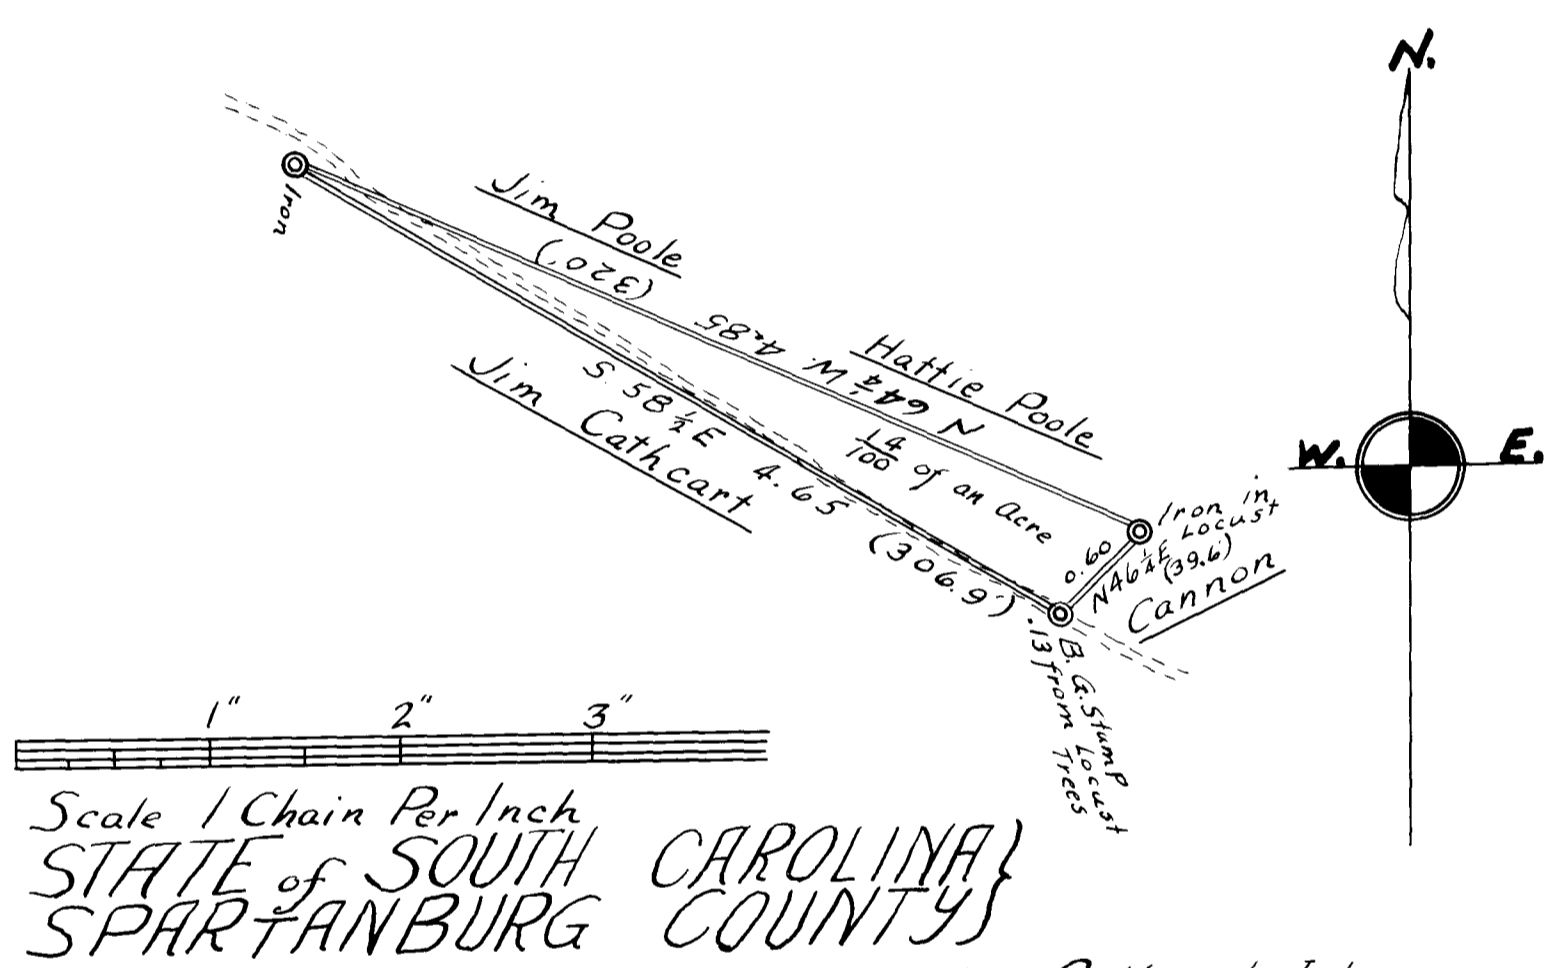 N.
W.
E.
Iron
Jim Poole
(320')
N 64¼ W. 4.85
Hattie Poole
S. 58½ E 4.65 (306.9')
Jim Cathcart
14/100 of an Acre
0.60
N46¼E
(39.6')
Iron in
Locust
Cannon
B. G. Stump
Locust
.13 from Trees
1" 2" 3"
Scale 1 Chain Per Inch
STATE of SOUTH CAROLINA}
SPARTANBURG COUNTY}